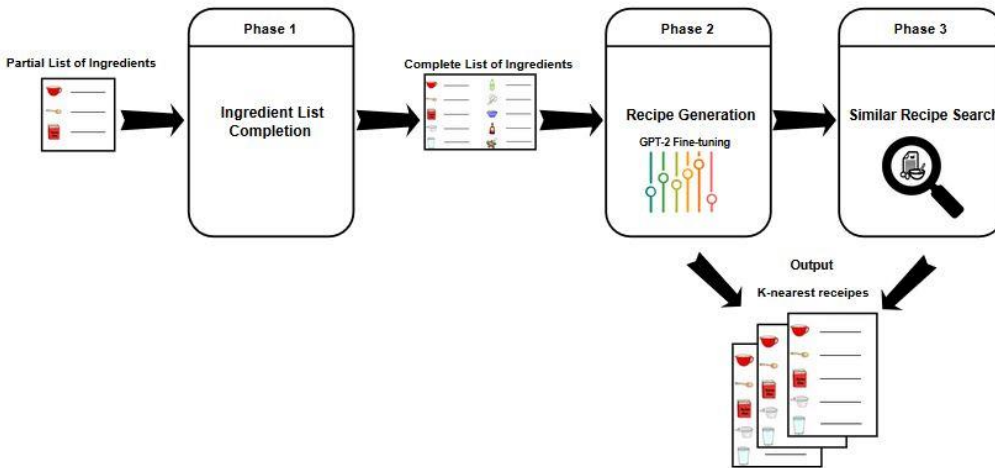 Phase 1
Phase 2
Phase 3
Partial List of Ingredients
Complete List of Ingredients
Ingredient List
Completion
Recipe Generation
GPT-2 Fine-tuning
Similar Recipe Search
Output
K-nearest receipes